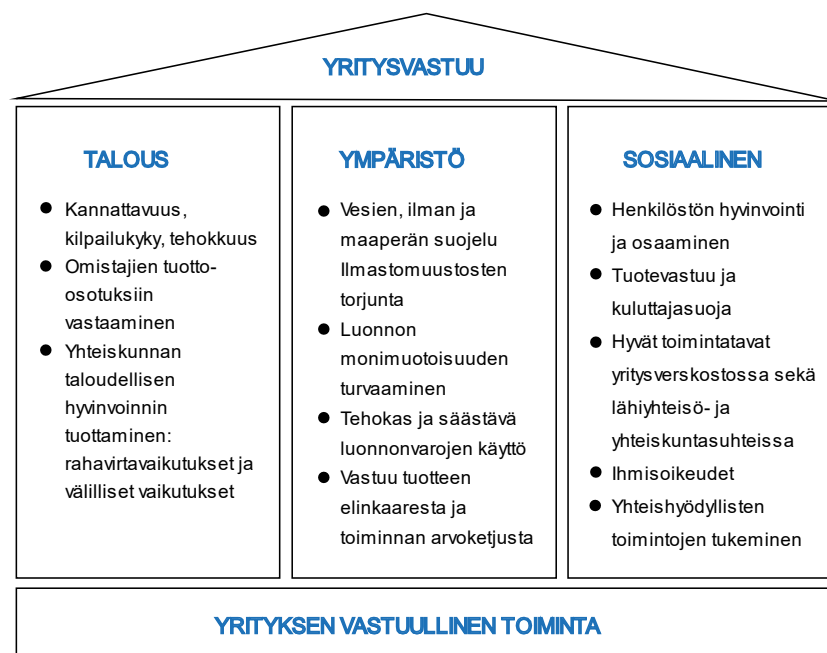 YRITYSVASTUU
TALOUS
Kannattavuus,
kilpailukyky, tehokkuus
Omistajien tuotto-
osotuksiin
vastaaminen
Yhteiskunnan
taloudellisen
hyvinvoinnin
tuottaminen:
rahavirtavaikutukset ja
välilliset vaikutukset
YMPÄRISTÖ
Vesien, ilman ja
maaperän suojelu
Ilmastomuustosten
torjunta
Luonnon
monimuotoisuuden
turvaaminen
Tehokas ja säästävä
luonnonvarojen käyttö
Vastuu tuotteen
elinkaaresta ja
toiminnan arvoketjusta
SOSIAALINEN
Henkilöstön hyvinvointi
ja osaaminen
Tuotevastuu ja
kuluttajasuoja
Hyvät toimintatavat
yritysverskostossa sekä
lähiyhteisö- ja
yhteiskuntasuhteissa
Ihmisoikeudet
Yhteishyödyllisten
toimintojen tukeminen
YRITYKSEN VASTUULLINEN TOIMINTA